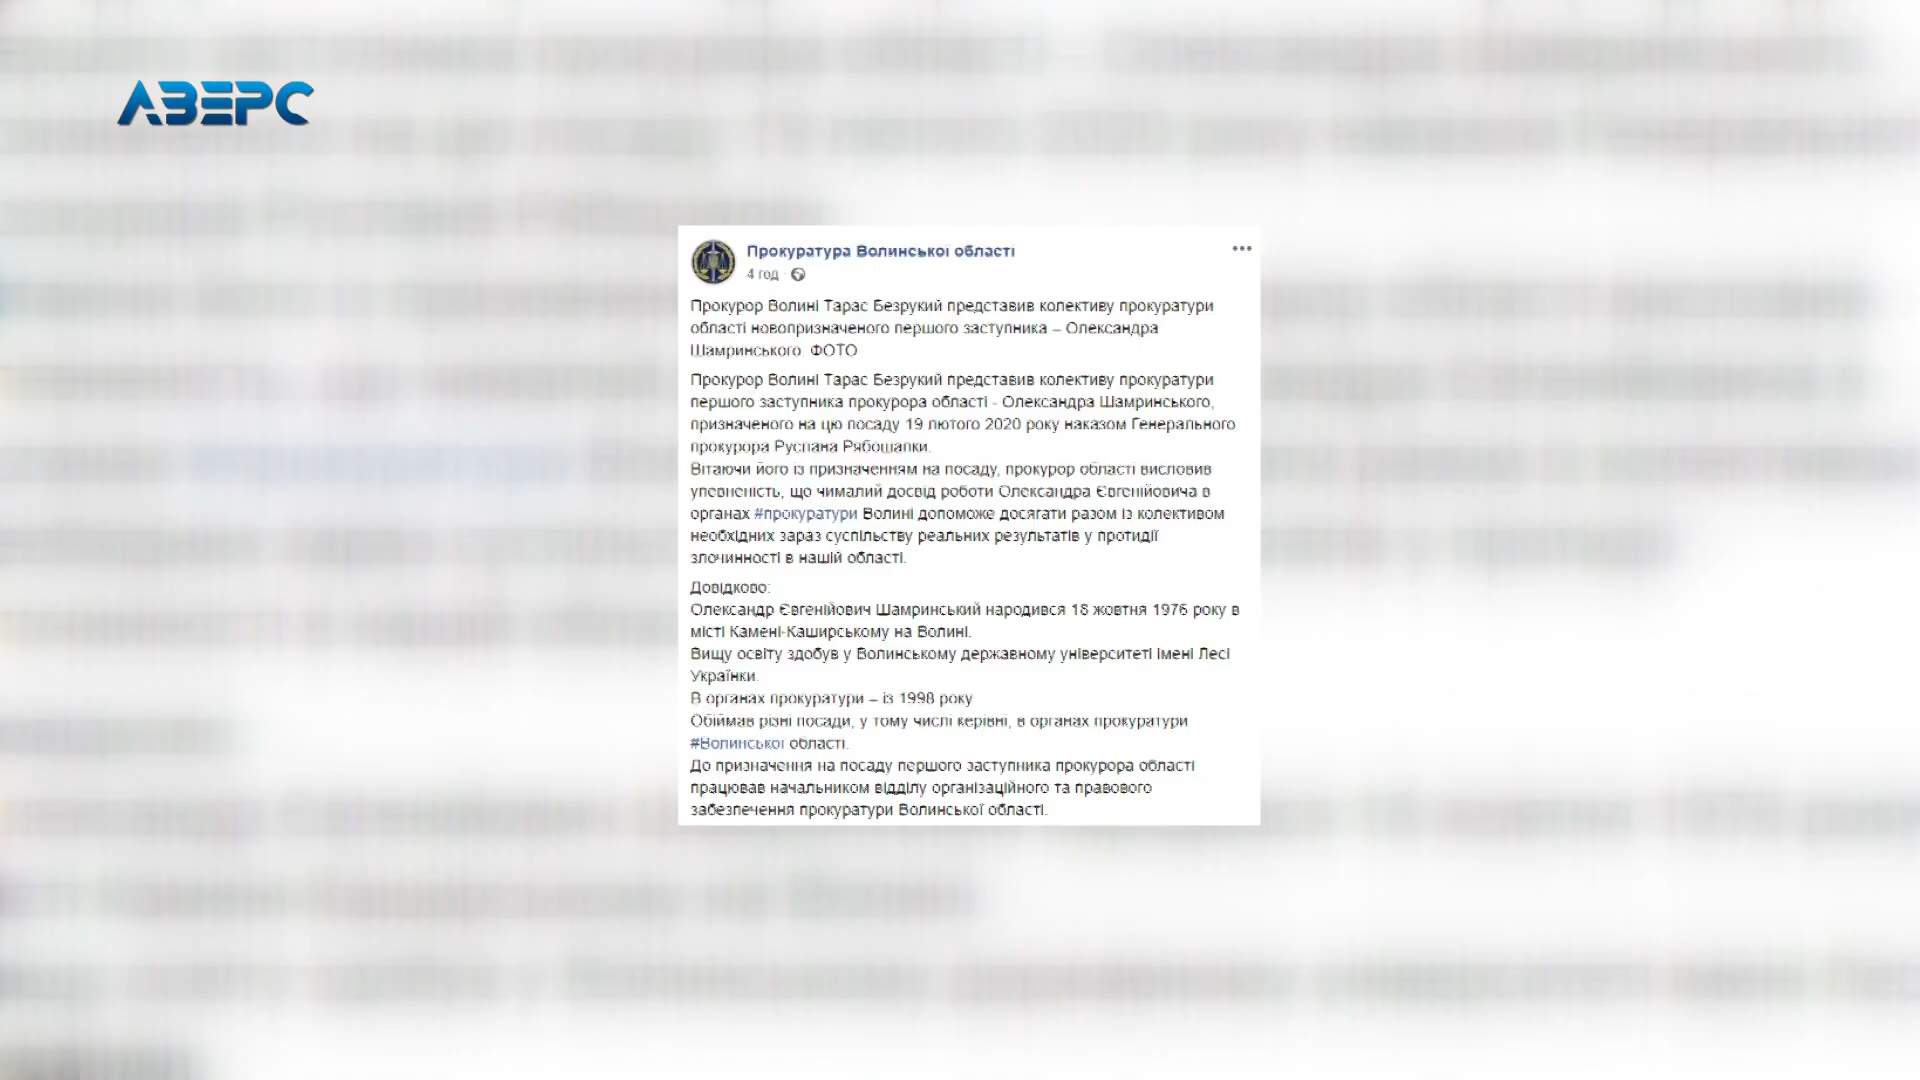 АВЕРС
Прокуратура Волинської області
4 год
Прокурор Волині Тарас Безрукий представив колективу прокуратури
області новопризначеного першого заступника – Олександра
Шамринського ФОТО
Прокурор Волині Тарас Безрукий представив колективу прокуратури
першого заступника прокурора області - Олександра Шамринського,
призначеного на цю посаду 19 лютого 2020 року наказом Генерального
прокурора Руслана Рябошапки.
Вітаючи його із призначенням на посаду, прокурор області висловив
упевненість, що чималий досвід роботи Олександра Євгенійовича в
органах #прокуратури Волині допоможе досягати разом із колективом
необхідних зараз суспільству реальних результатів у протидії
злочинності в нашій області.
Довідково:
Олександр Євгенійович Шамринський народився 18 жовтня 1976 року в
місті Камені-Каширському на Волині.
Вищу освіту здобув у Волинському державному університеті імені Лесі
Українки.
В органах прокуратури – із 1998 року
Обіймав різні посади, у тому числі керівні, в органах прокуратури
#Волинської області.
До призначення на посаду першого заступника прокурора області
працював начальником відділу організаційного та правового
забезпечення прокуратури Волинської області.